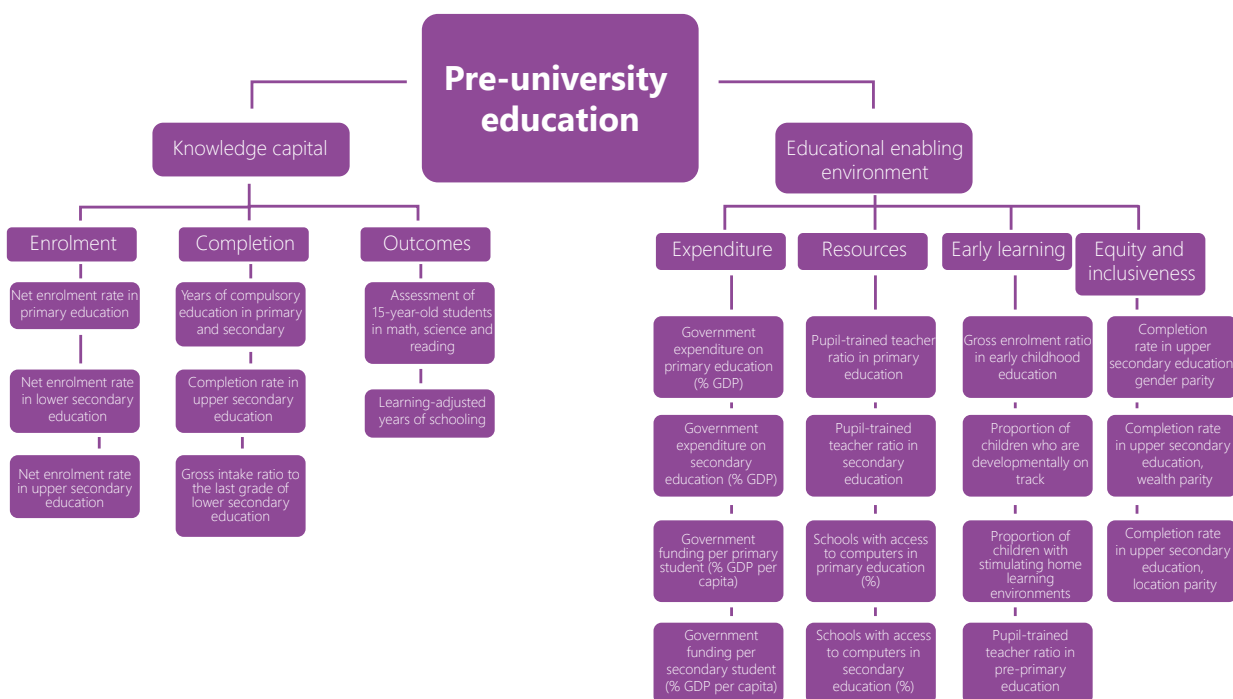 Pre-university
education
Knowledge capital
Educational enabling
environment
Enrolment
Completion
Outcomes
Expenditure
Resources
Early learning
Equity and
inclusiveness
Net enrolment rate in
primary education
Net enrolment rate
in lower secondary
education
Net enrolment rate
in upper secondary
education
Years of compulsory
education in primary
and secondary
Completion rate in
upper secondary
education
Gross intake ratio to
the last grade of
lower secondary
education
Assessment of
15-year-old students
in math, science and
reading
Learning-adjusted
years of schooling
Government
expenditure on
primary education
(% GDP)
Government
expenditure on
secondary
education (% GDP)
Government
funding per primary
student (% GDP per
capita)
Government
funding per
secondary student
(% GDP per capita)
Pupil-trained teacher
ratio in primary
education
Pupil-trained
teacher ratio in
secondary
education
Schools with access
to computers in
primary education
(%)
Schools with access
to computers in
secondary
education (%)
Gross enrolment ratio
in early childhood
education
Proportion of
children who are
developmentally on
track
Proportion of
children with
stimulating home
learning
environments
Pupil-trained
teacher ratio in
pre-primary
education
Completion
rate in upper
secondary education,
gender parity
Completion rate
in upper secondary
education,
wealth parity
Completion rate
in upper secondary
education,
location parity